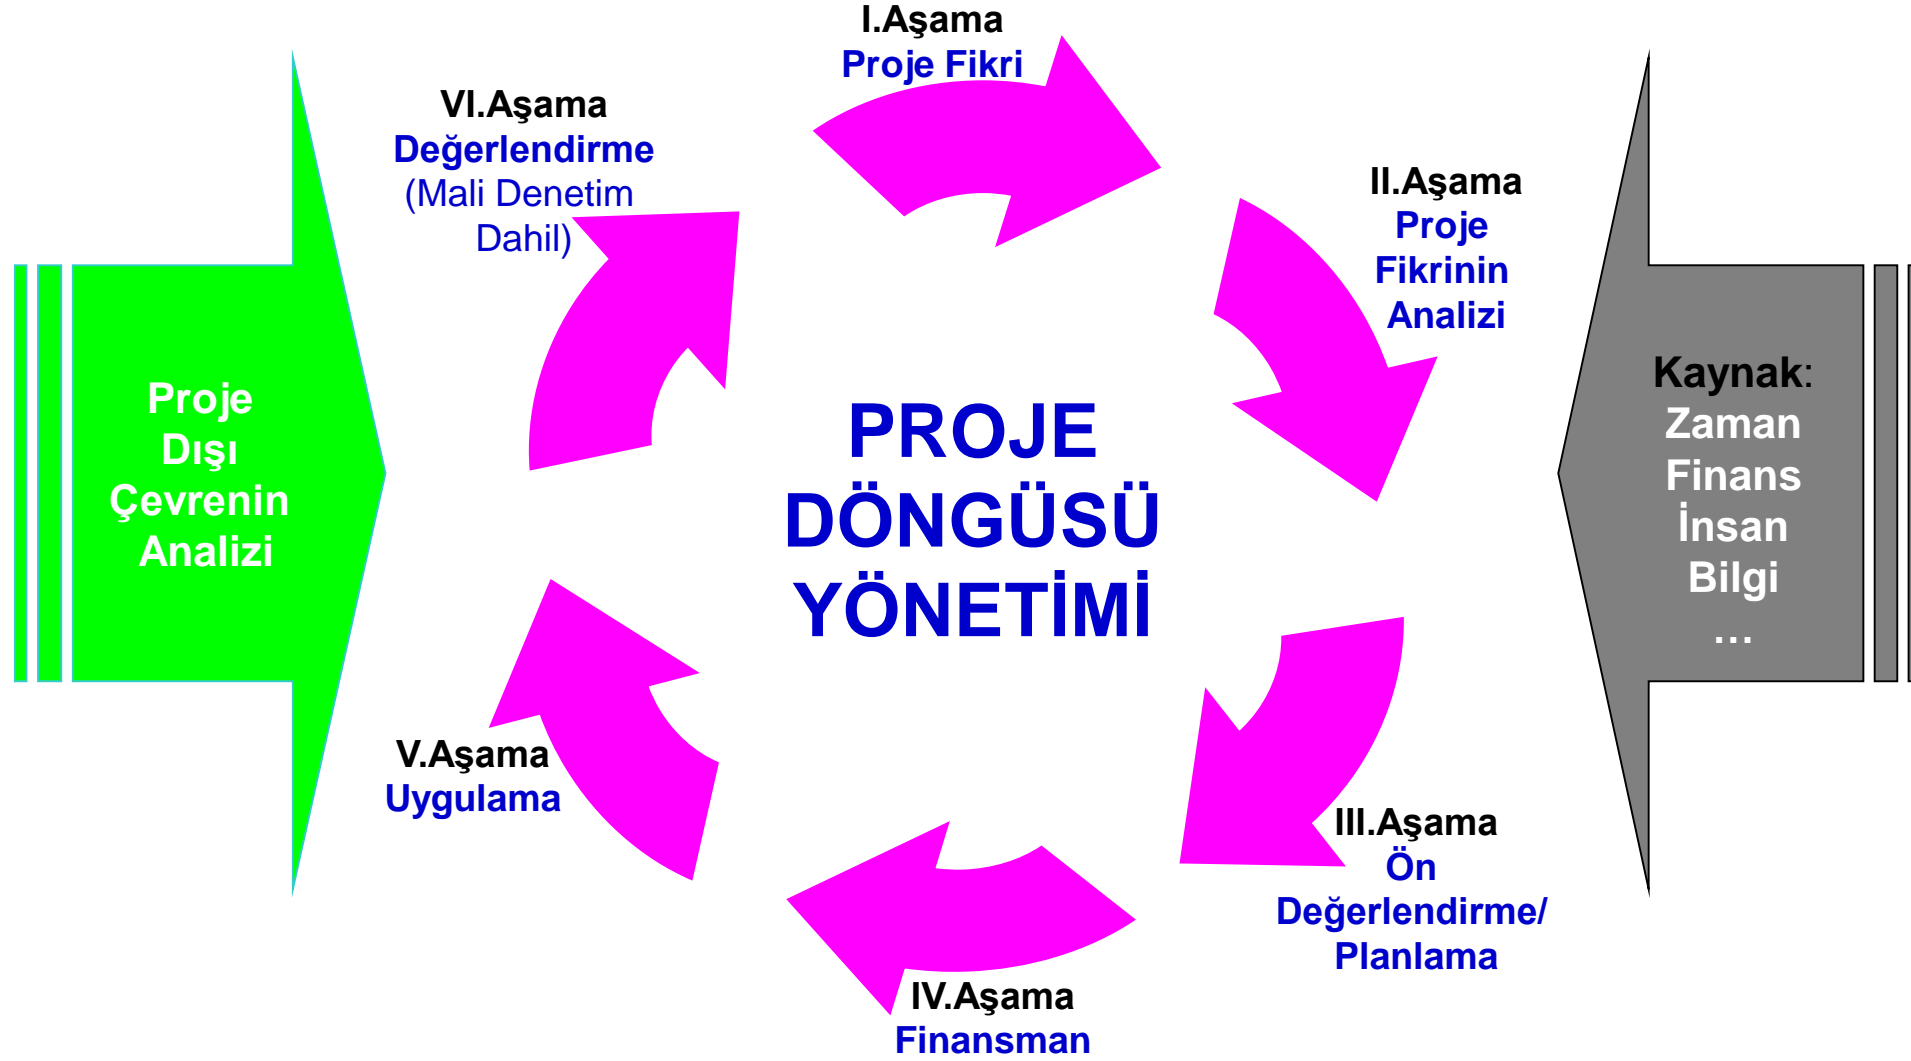 I.Aşama
Proje Fikri
II.Aşama
Proje
Fikrinin
Analizi
III.Aşama
Ön
Değerlendirme/
Planlama
IV.Aşama
Finansman
V.Aşama
Uygulama
VI.Aşama
Değerlendirme
(Mali Denetim
Dahil)
PROJE
DÖNGÜSÜ
YÖNETİMİ
Proje
Dışı
Çevrenin
Analizi
Kaynak:
Zaman
Finans
İnsan
Bilgi
…